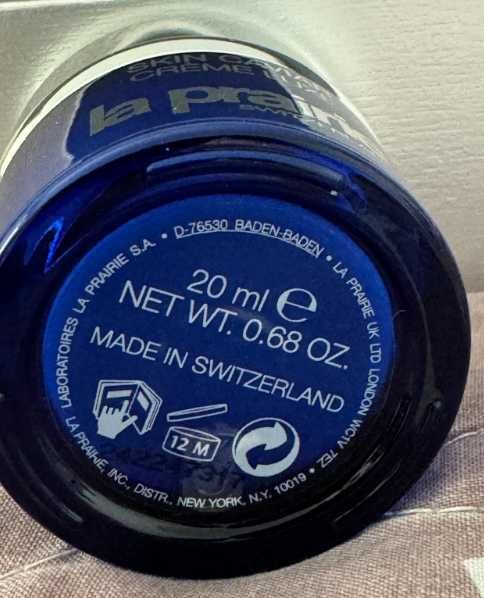 SKIN CAVIAR
CRÈME
la prairie
LABORATOIRES LA PRAIRIE S.A. • D-76530 BADEN-BADEN • LA PRAIRIE UK LTD LONDON WC1V 7EZ •
LA PRAIRIE, INC., DISTR., NEW YORK, N.Y. 10019 •
20 ml ℮
NET WT. 0.68 OZ.
MADE IN SWITZERLAND
12 M